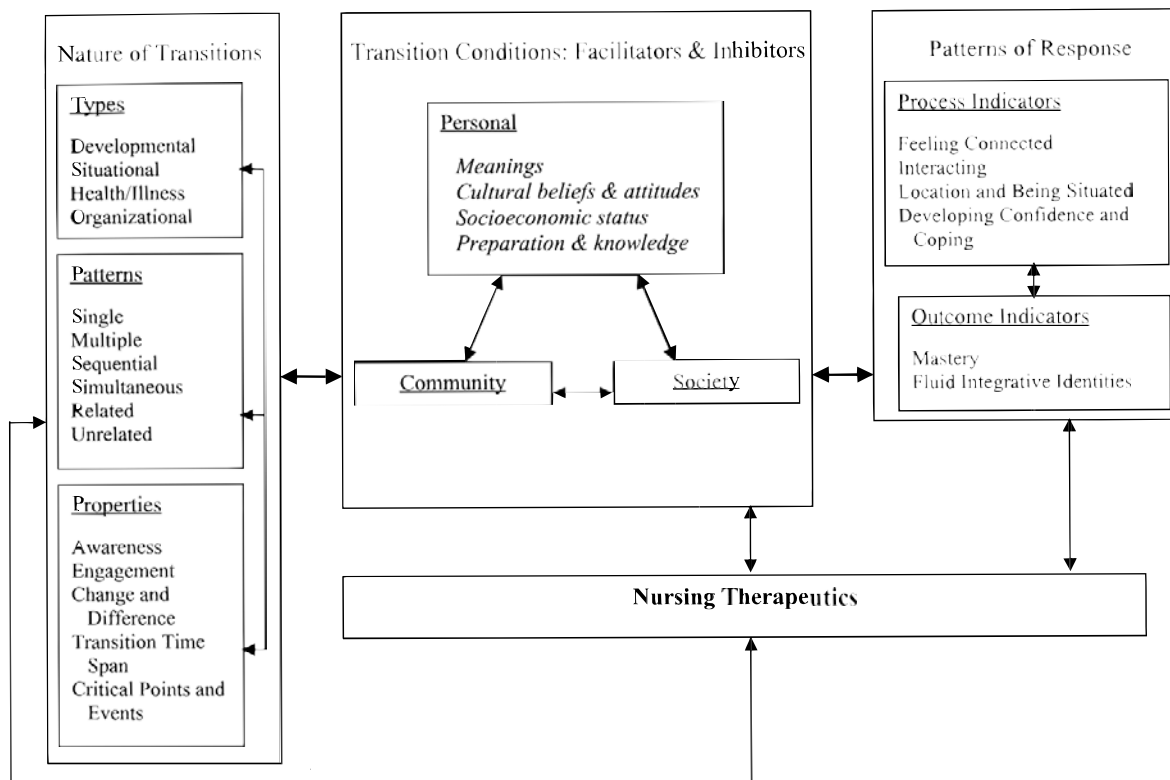 Nature of Transitions
Types
Developmental
Situational
Health/Illness
Organizational
Patterns
Single
Multiple
Sequential
Simultaneous
Related
Unrelated
Properties
Awareness
Engagement
Change and
Difference
Transition Time
Span
Critical Points and
Events
Transition Conditions: Facilitators & Inhibitors
Personal
Meanings
Cultural beliefs & attitudes
Socioeconomic status
Preparation & knowledge
Community
Society
Patterns of Response
Process Indicators
Feeling Connected
Interacting
Location and Being Situated
Developing Confidence and
Coping
Outcome Indicators
Mastery
Fluid Integrative Identities
Nursing Therapeutics